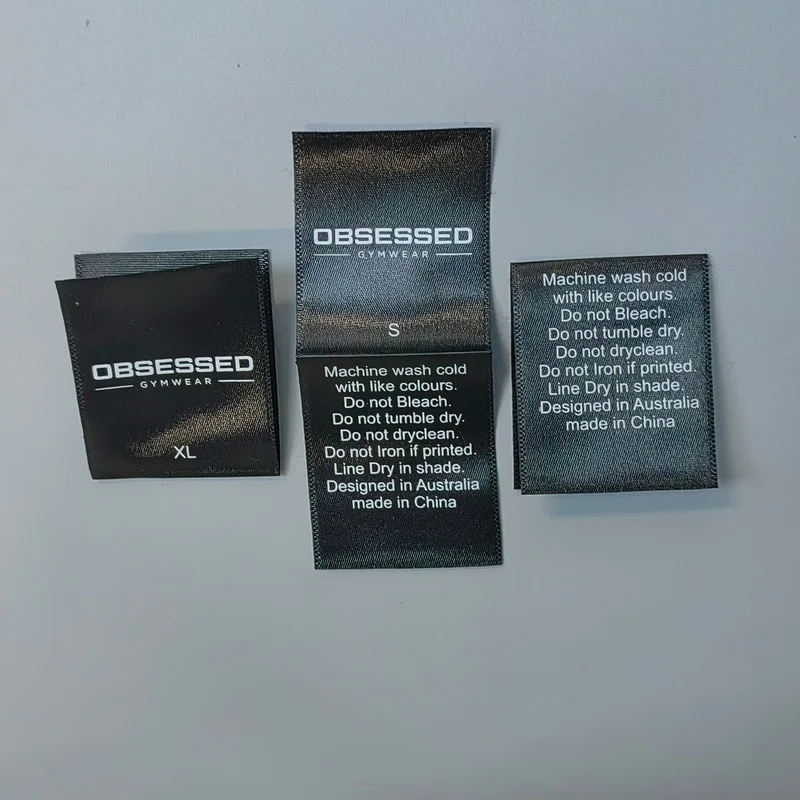 OBSESSED
GYMWEAR
XL
OBSESSED
GYMWEAR
S
Machine wash cold
with like colours.
Do not Bleach.
Do not tumble dry.
Do not dryclean.
Do not Iron if printed.
Line Dry in shade.
Designed in Australia
made in China
Machine wash cold
with like colours.
Do not Bleach.
Do not tumble dry.
Do not dryclean.
Do not Iron if printed.
Line Dry in shade.
Designed in Australia
made in China